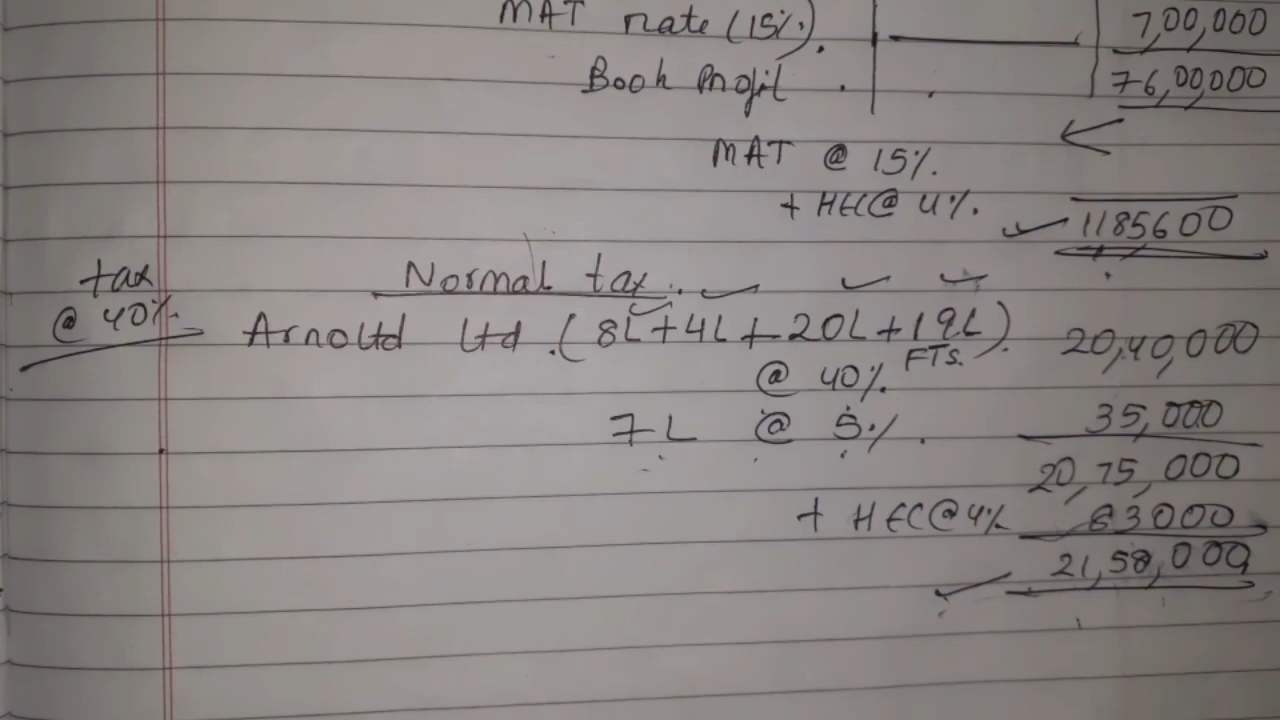 MAT rate (15%). 7,00,000
Book Profit . 76,00,000
MAT @ 15%.
+ HEC@ 4%. 1185600
tax
@ 40%.
Normal tax.
Arnoltd Ltd. (8L+4L+20L+19L). 20,40,000
FTS.
@ 40%.
7L @ 5%. 35,000
20,75,000
+ HEC@4% 83000
21,58,000